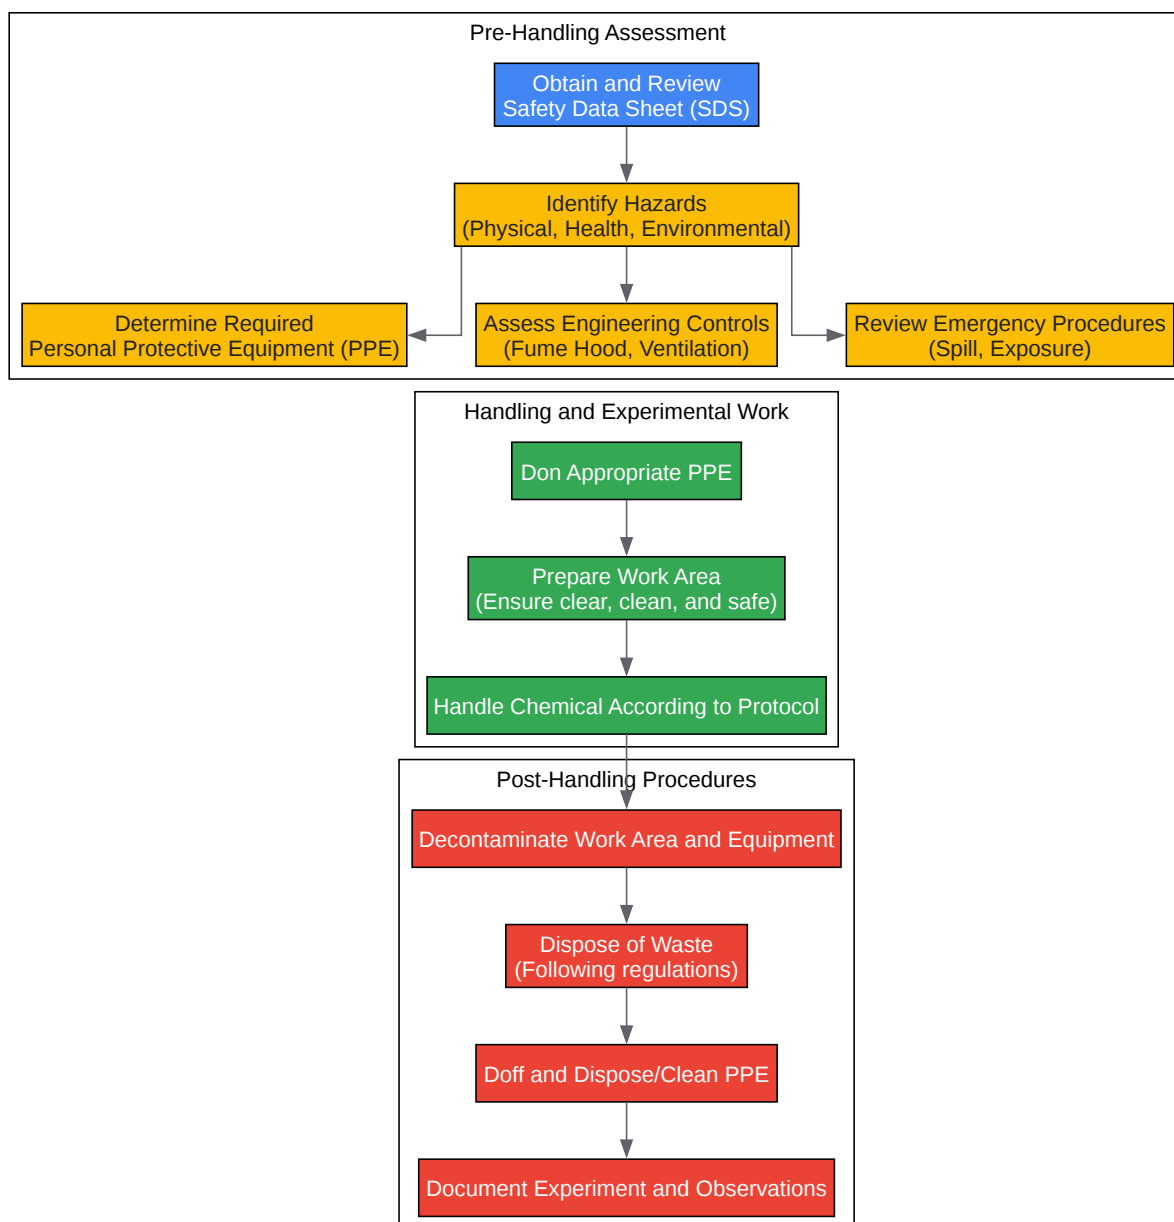 Pre-Handling Assessment
Obtain and Review
Safety Data Sheet (SDS)
Identify Hazards
(Physical, Health, Environmental)
Determine Required
Personal Protective Equipment (PPE)
Assess Engineering Controls
(Fume Hood, Ventilation)
Review Emergency Procedures
(Spill, Exposure)
Handling and Experimental Work
Don Appropriate PPE
Prepare Work Area
(Ensure clear, clean, and safe)
Handle Chemical According to Protocol
Post-Handling Procedures
Decontaminate Work Area and Equipment
Dispose of Waste
(Following regulations)
Doff and Dispose/Clean PPE
Document Experiment and Observations